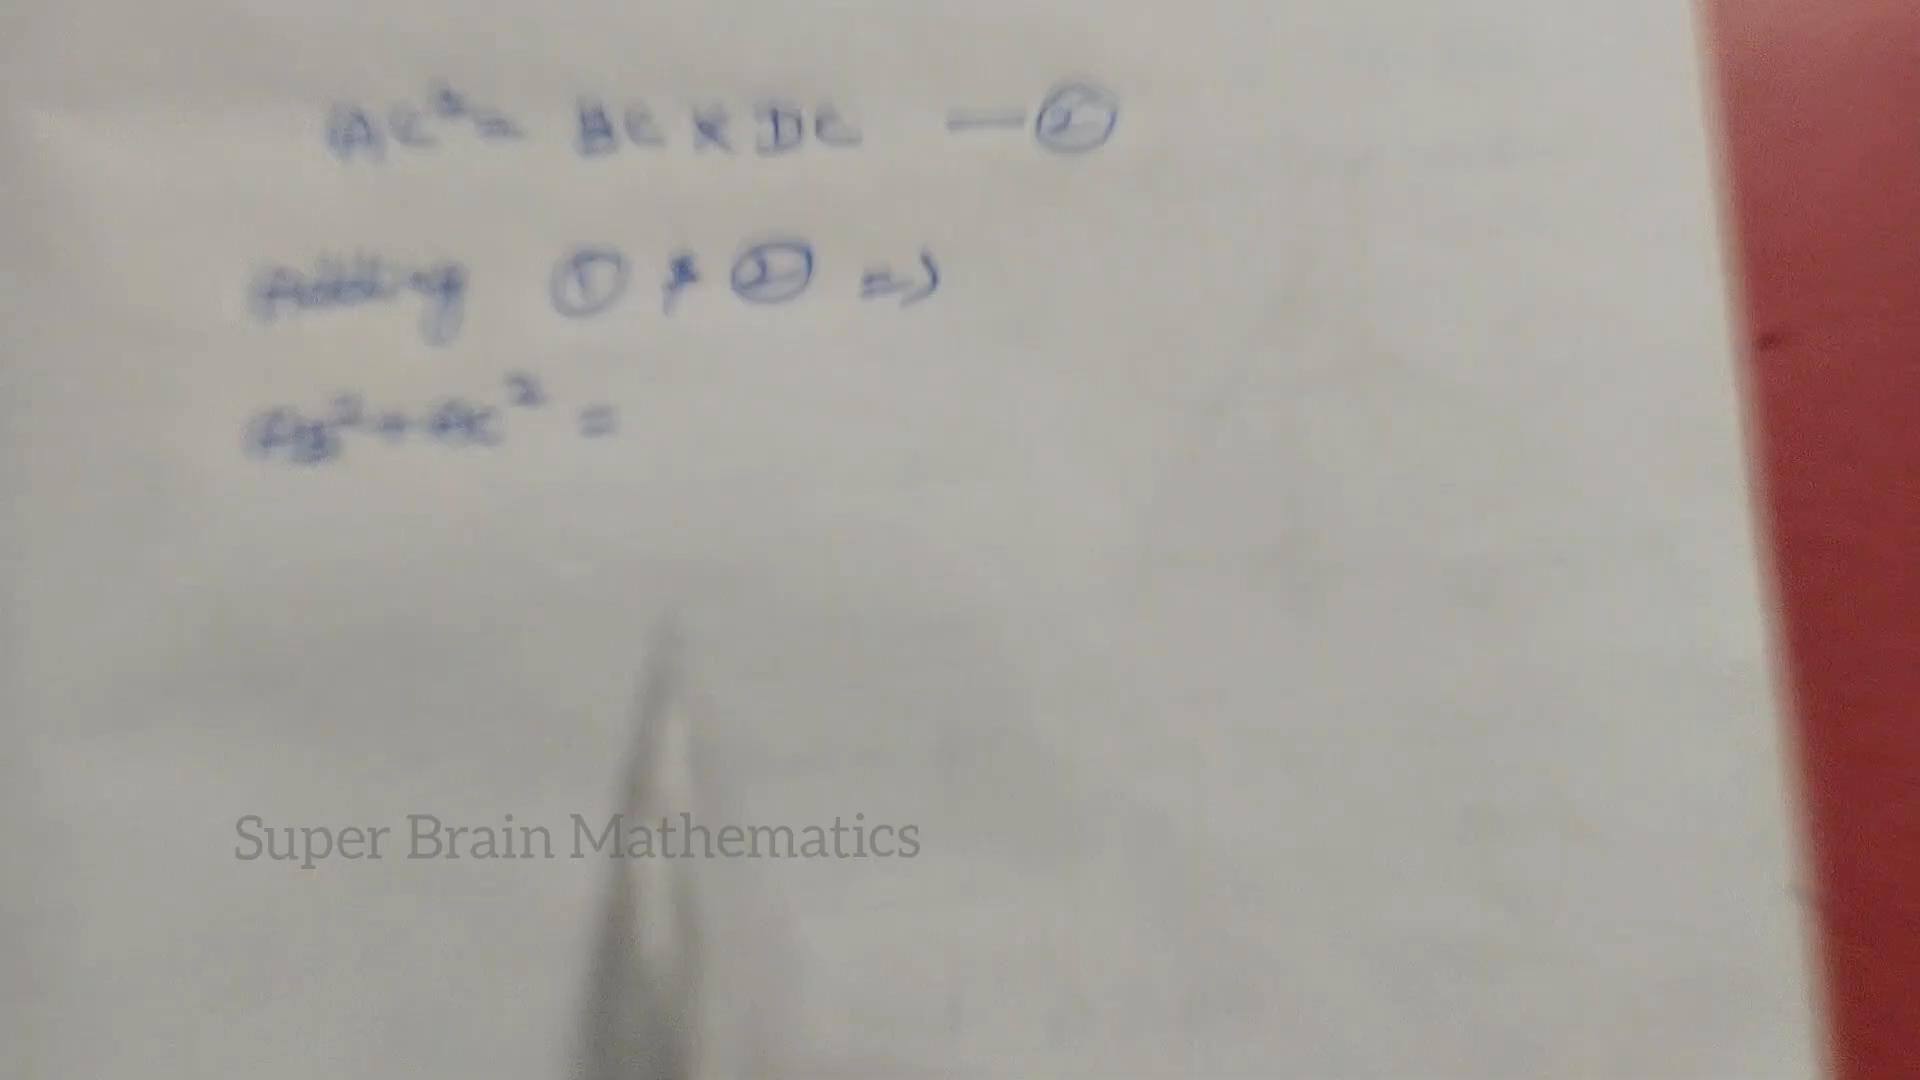 AC² = BC × DC — ②
Adding ① & ② =>
AB² + AC² =
Super Brain Mathematics